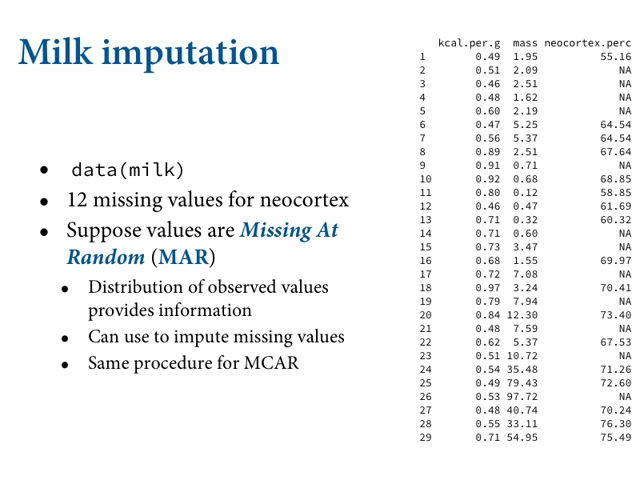 Milk imputation
• data(milk)
• 12 missing values for neocortex
• Suppose values are Missing At
Random (MAR)
• Distribution of observed values
provides information
• Can use to impute missing values
• Same procedure for MCAR
kcal.per.g mass neocortex.perc
1 0.49 1.95 55.16
2 0.51 2.09 NA
3 0.46 2.51 NA
4 0.48 1.62 NA
5 0.60 2.19 NA
6 0.47 5.25 64.54
7 0.56 5.37 64.54
8 0.89 2.51 67.64
9 0.91 0.71 NA
10 0.92 0.68 68.85
11 0.80 0.12 58.85
12 0.46 0.47 61.69
13 0.71 0.32 60.32
14 0.71 0.60 NA
15 0.73 3.47 NA
16 0.68 1.55 69.97
17 0.72 7.08 NA
18 0.97 3.24 70.41
19 0.79 7.94 NA
20 0.84 12.30 73.40
21 0.48 7.59 NA
22 0.62 5.37 67.53
23 0.51 10.72 NA
24 0.54 35.48 71.26
25 0.49 79.43 72.60
26 0.53 97.72 NA
27 0.48 40.74 70.24
28 0.55 33.11 76.30
29 0.71 54.95 75.49